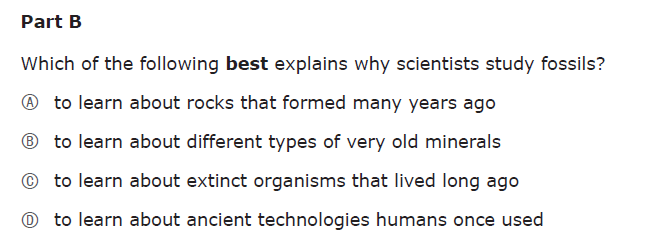 Part B
Which of the following best explains why scientists study fossils?
Ⓐ to learn about rocks that formed many years ago
Ⓑ to learn about different types of very old minerals
Ⓒ to learn about extinct organisms that lived long ago
Ⓓ to learn about ancient technologies humans once used